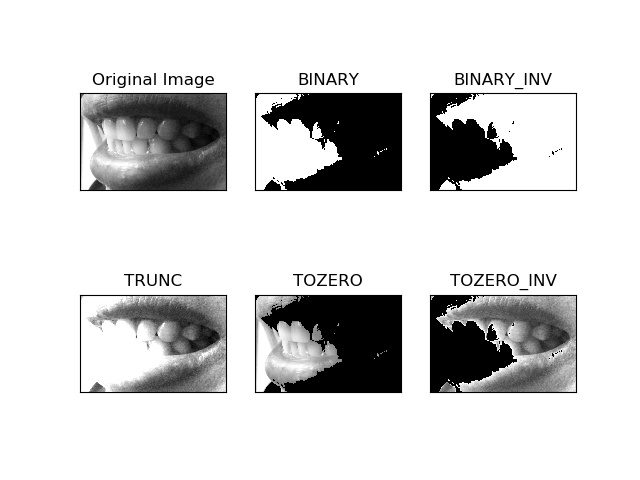 Original Image
BINARY
BINARY_INV
TRUNC
TOZERO
TOZERO_INV